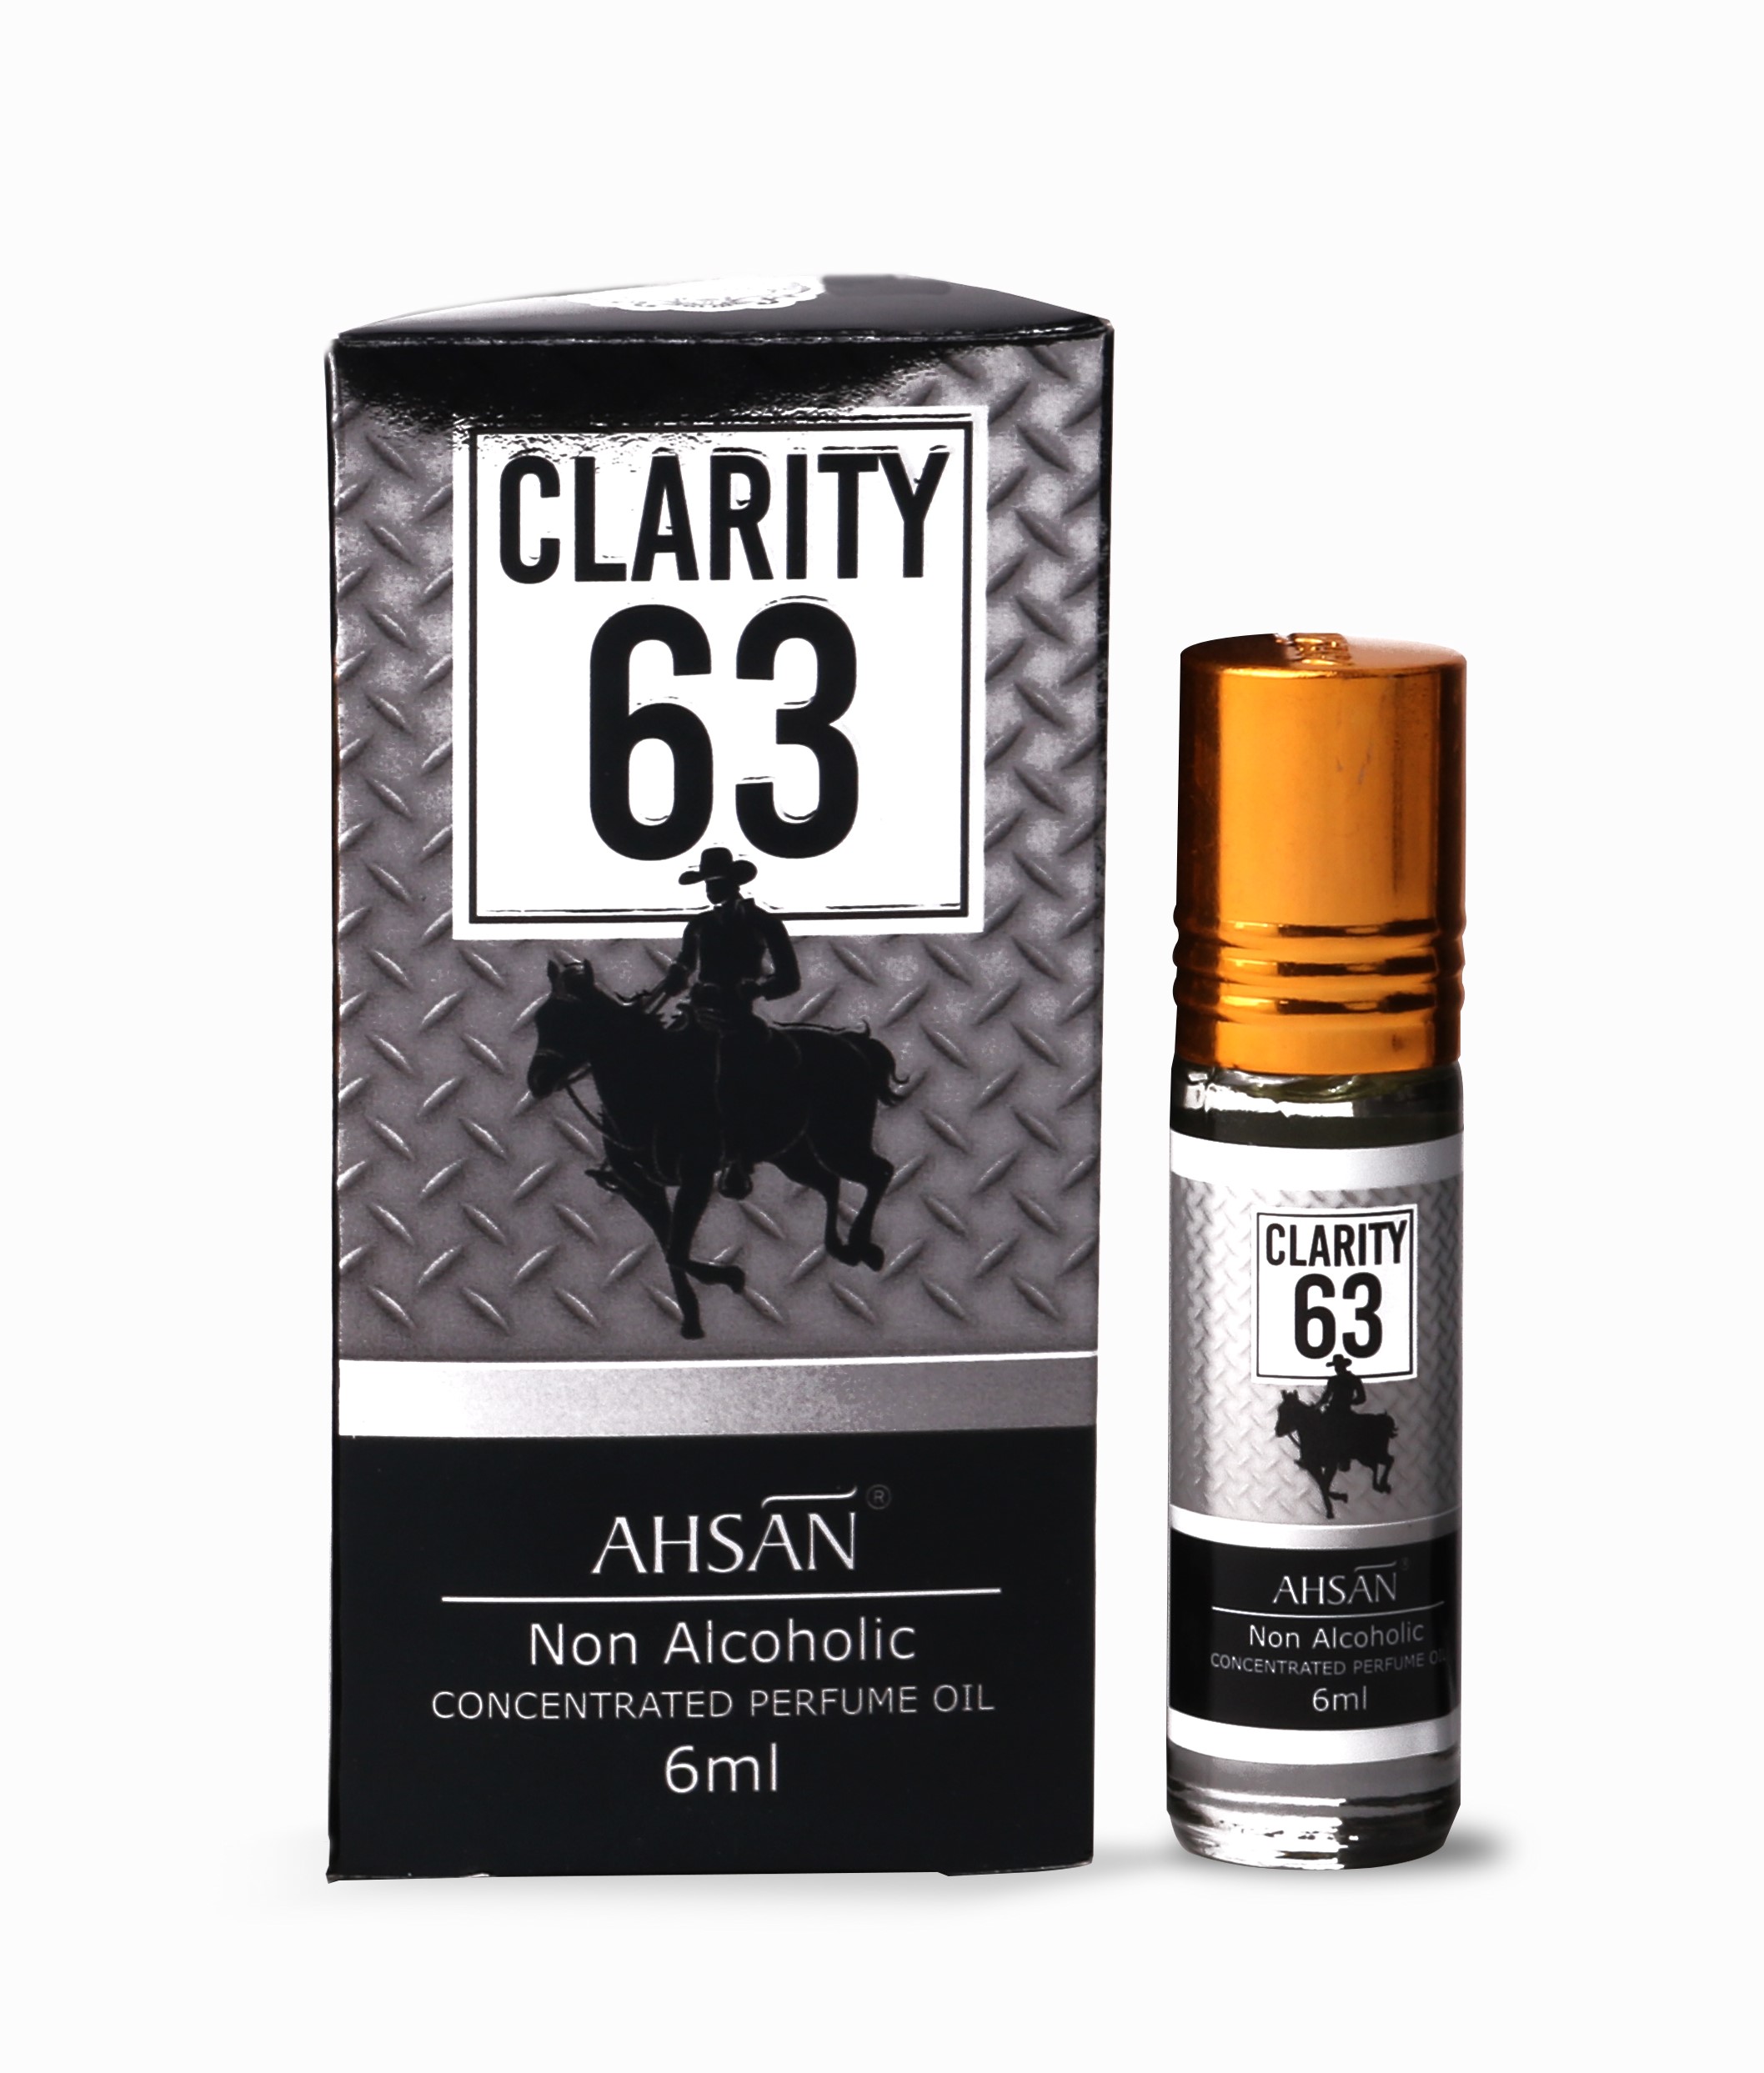 CLARITY
63
AHSAN®
Non Alcoholic
CONCENTRATED PERFUME OIL
6ml
CLARITY
63
AHSAN®
Non Alcoholic
CONCENTRATED PERFUME OIL
6ml